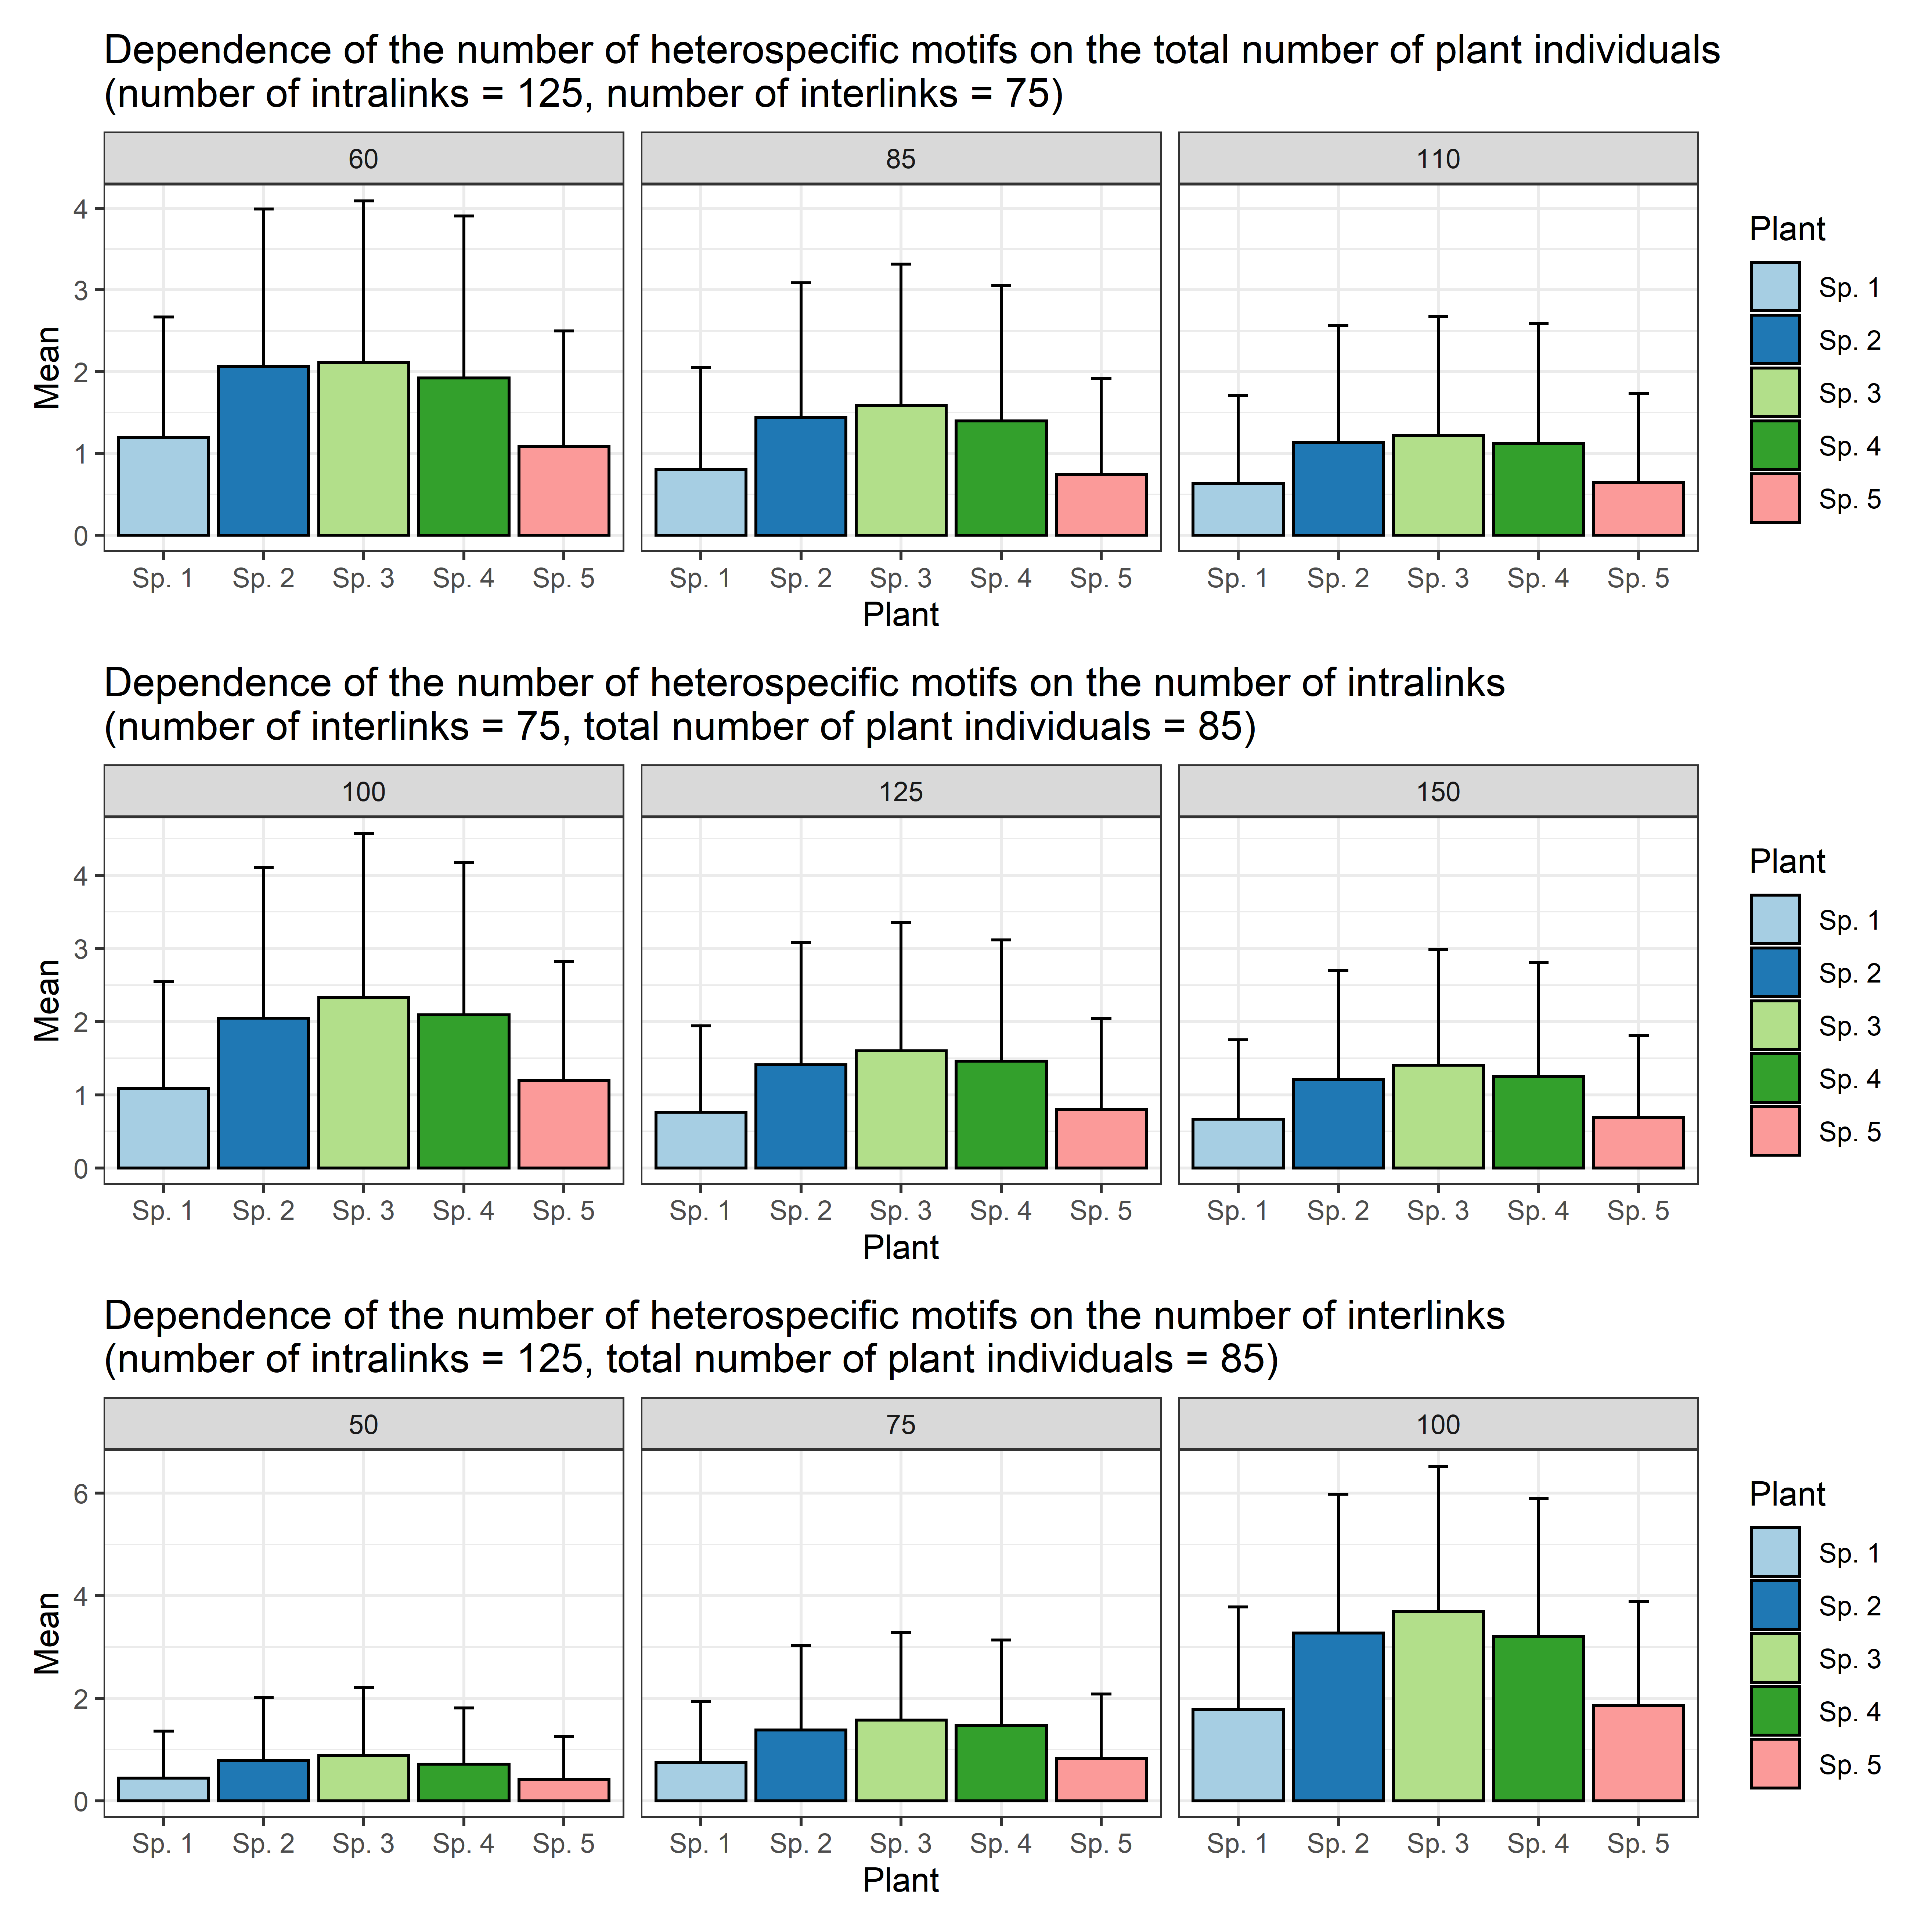 Dependence of the number of heterospecific motifs on the total number of plant individuals
(number of intralinks = 125, number of interlinks = 75)
60 85 110
Mean
4
3
2
1
0
Sp. 1 Sp. 2 Sp. 3 Sp. 4 Sp. 5 Sp. 1 Sp. 2 Sp. 3 Sp. 4 Sp. 5 Sp. 1 Sp. 2 Sp. 3 Sp. 4 Sp. 5
Plant
Plant
Sp. 1
Sp. 2
Sp. 3
Sp. 4
Sp. 5
Dependence of the number of heterospecific motifs on the number of intralinks
(number of interlinks = 75, total number of plant individuals = 85)
100 125 150
Mean
4
3
2
1
0
Sp. 1 Sp. 2 Sp. 3 Sp. 4 Sp. 5 Sp. 1 Sp. 2 Sp. 3 Sp. 4 Sp. 5 Sp. 1 Sp. 2 Sp. 3 Sp. 4 Sp. 5
Plant
Plant
Sp. 1
Sp. 2
Sp. 3
Sp. 4
Sp. 5
Dependence of the number of heterospecific motifs on the number of interlinks
(number of intralinks = 125, total number of plant individuals = 85)
50 75 100
Mean
6
4
2
0
Sp. 1 Sp. 2 Sp. 3 Sp. 4 Sp. 5 Sp. 1 Sp. 2 Sp. 3 Sp. 4 Sp. 5 Sp. 1 Sp. 2 Sp. 3 Sp. 4 Sp. 5
Plant
Plant
Sp. 1
Sp. 2
Sp. 3
Sp. 4
Sp. 5